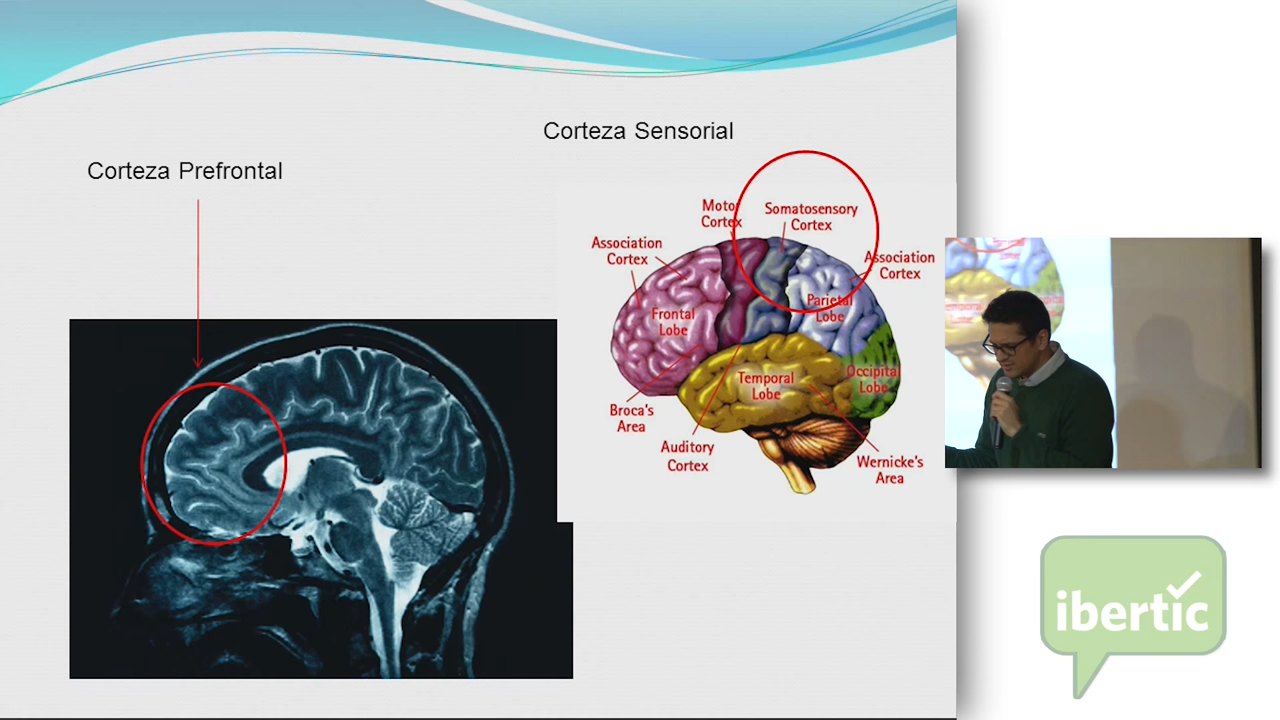 Corteza Sensorial
Corteza Prefrontal
Motor
Cortex
Somatosensory
Cortex
Association
Cortex
Association
Cortex
Frontal
Lobe
Parietal
Lobe
Temporal
Lobe
Occipital
Lobe
Broca's
Area
Auditory
Cortex
Wernicke's
Area
ibertic